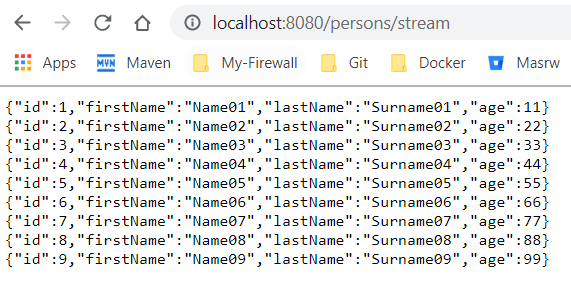 localhost:8080/persons/stream
Apps Maven My-Firewall Git Docker Masrw
{"id":1,"firstName":"Name01","lastName":"Surname01","age":11}
{"id":2,"firstName":"Name02","lastName":"Surname02","age":22}
{"id":3,"firstName":"Name03","lastName":"Surname03","age":33}
{"id":4,"firstName":"Name04","lastName":"Surname04","age":44}
{"id":5,"firstName":"Name05","lastName":"Surname05","age":55}
{"id":6,"firstName":"Name06","lastName":"Surname06","age":66}
{"id":7,"firstName":"Name07","lastName":"Surname07","age":77}
{"id":8,"firstName":"Name08","lastName":"Surname08","age":88}
{"id":9,"firstName":"Name09","lastName":"Surname09","age":99}